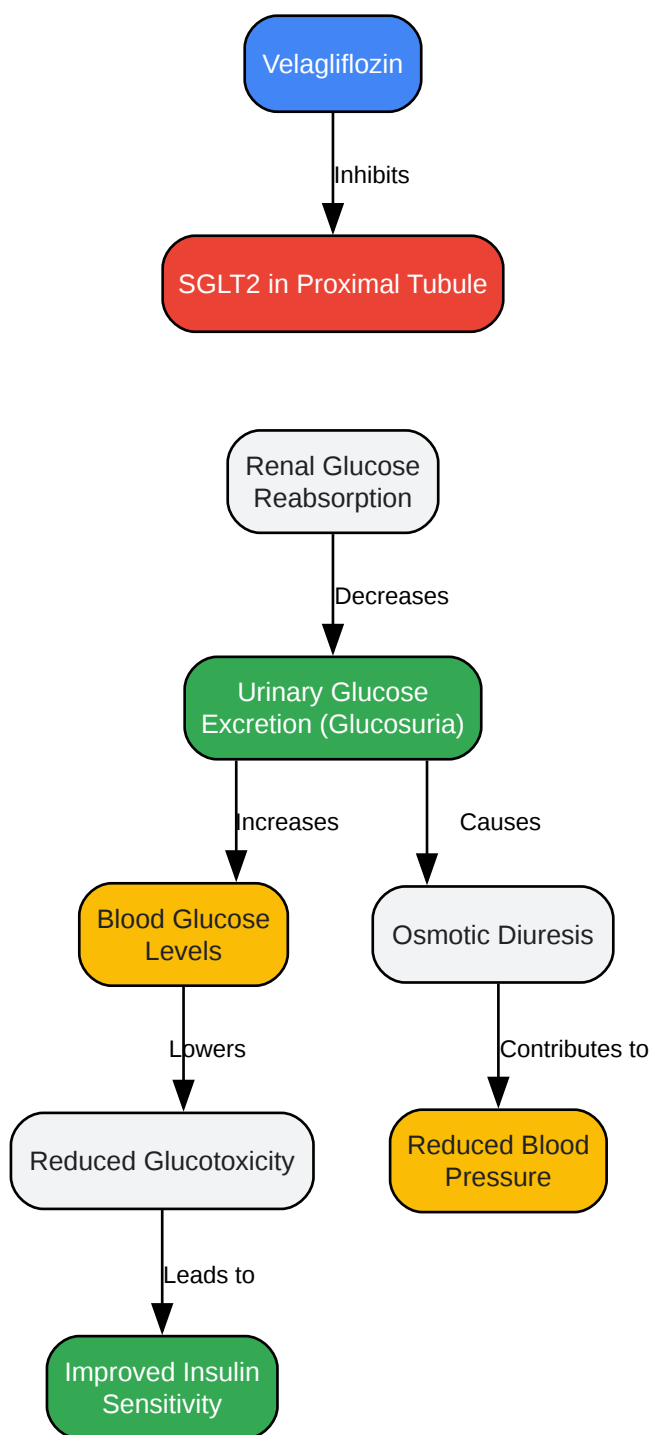 Velagliflozin
Inhibits
SGLT2 in Proximal Tubule
Renal Glucose
Reabsorption
Decreases
Urinary Glucose
Excretion (Glucosuria)
Increases
Causes
Blood Glucose
Levels
Osmotic Diuresis
Lowers
Contributes to
Reduced Glucotoxicity
Reduced Blood
Pressure
Leads to
Improved Insulin
Sensitivity